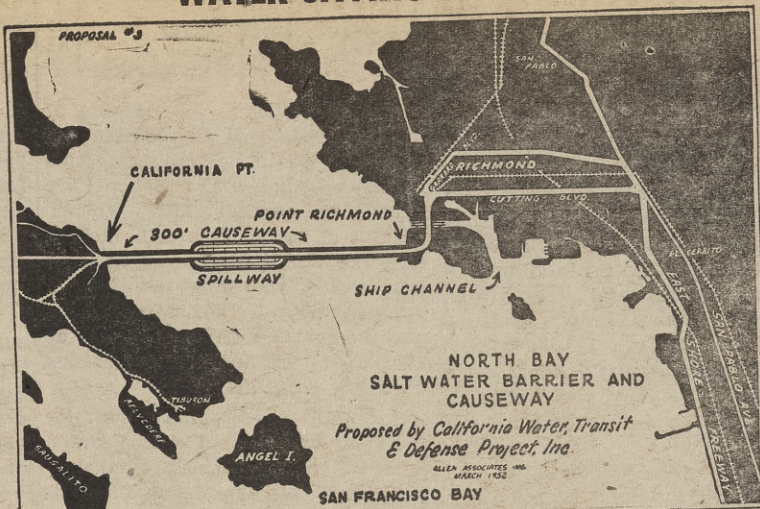 PROPOSAL #3
SAN
PABLO
CALIFORNIA PT.
RICHMOND
CUTTING BLVD.
POINT RICHMOND
300' CAUSEWAY
EL CERRITO
SPILLWAY
SHIP CHANNEL
EAST SHORE FREEWAY
SAN PABLO AVE.
NORTH BAY
SALT WATER BARRIER AND
CAUSEWAY
TIBURON
BELVEDERE
Proposed by California Water, Transit
& Defense Project, Inc.
ALLEN ASSOCIATES INC.
MARCH 1952
ANGEL I.
SAUSALITO
SAN FRANCISCO BAY